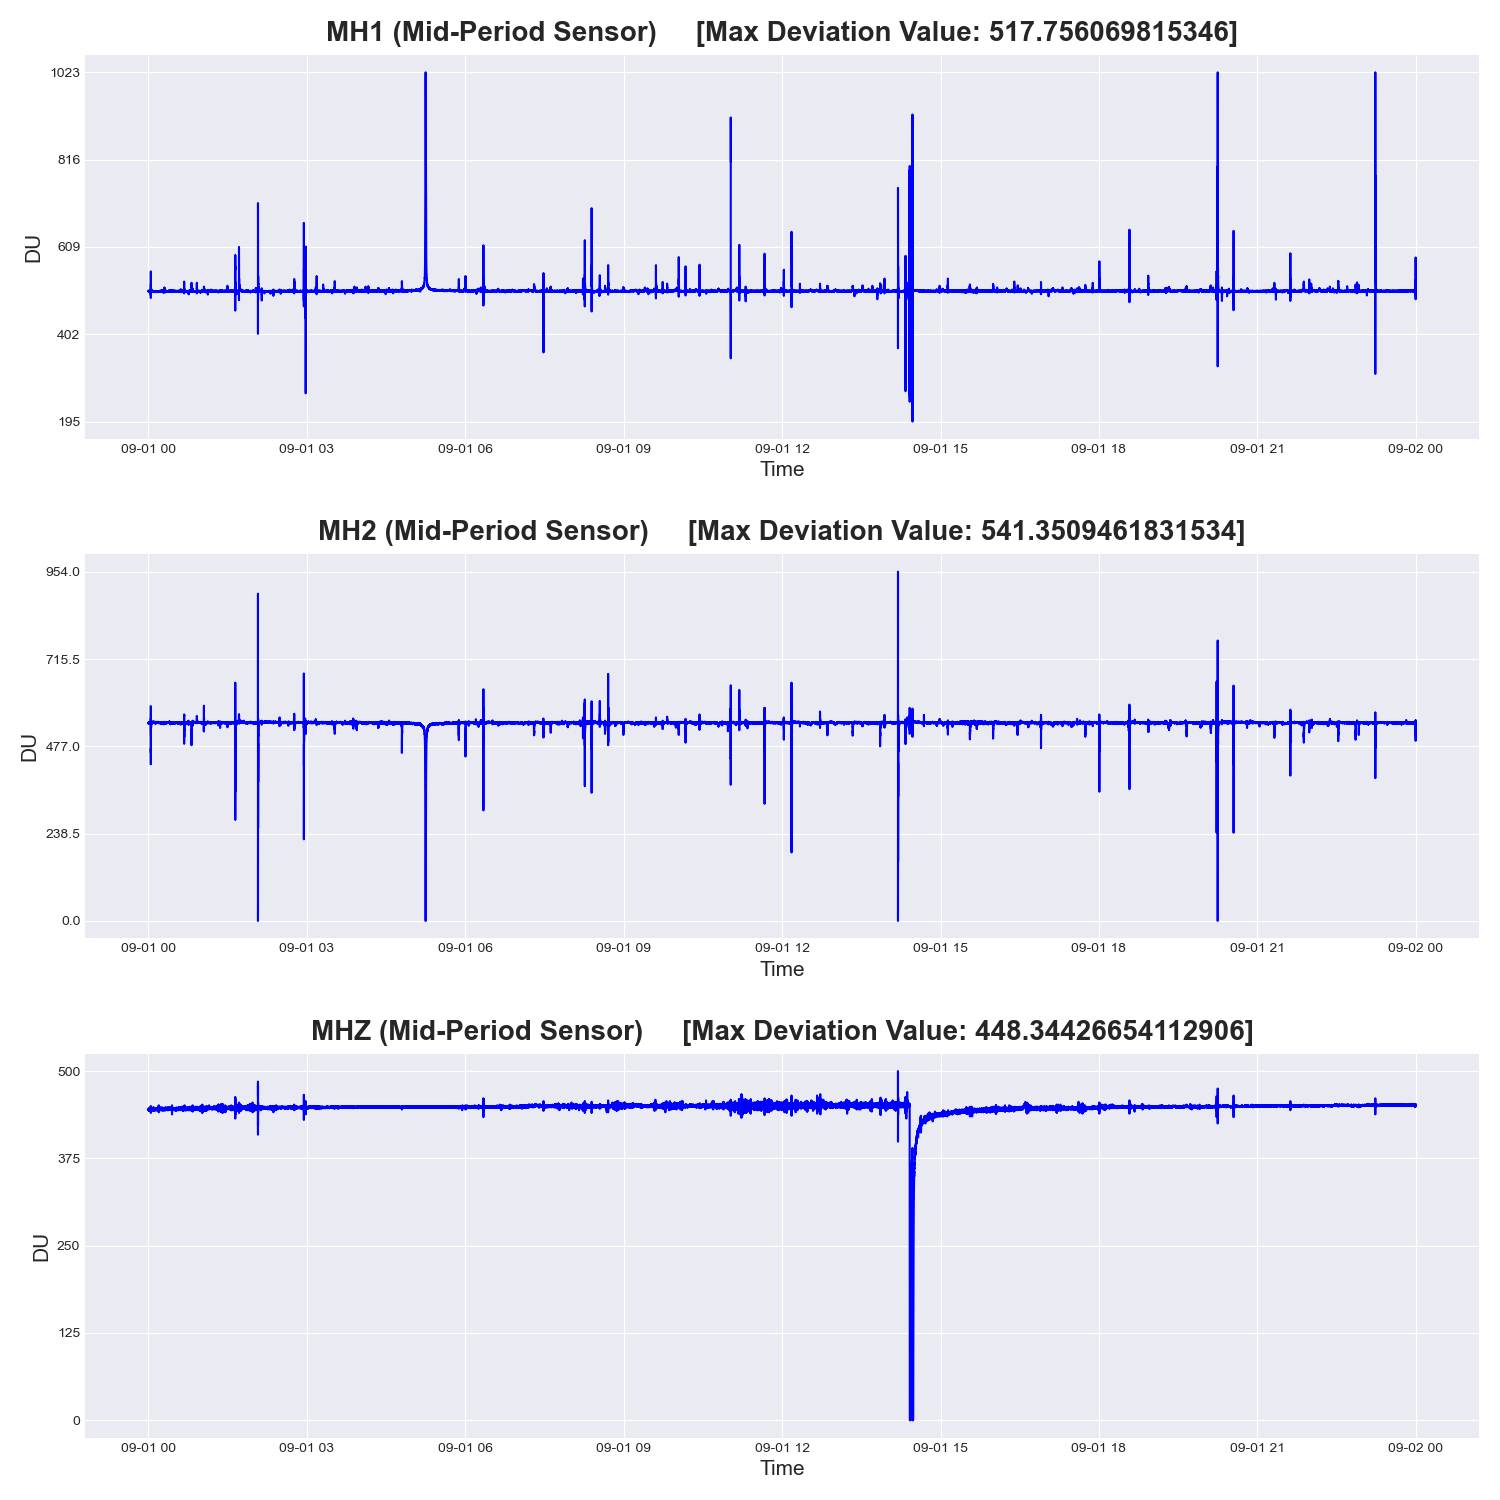 MH1 (Mid-Period Sensor) [Max Deviation Value: 517.756069815346]
1023
816
609
402
195
DU
09-01 00 09-01 03 09-01 06 09-01 09 09-01 12 09-01 15 09-01 18 09-01 21 09-02 00
Time
MH2 (Mid-Period Sensor) [Max Deviation Value: 541.3509461831534]
954.0
715.5
477.0
238.5
0.0
DU
09-01 00 09-01 03 09-01 06 09-01 09 09-01 12 09-01 15 09-01 18 09-01 21 09-02 00
Time
MHZ (Mid-Period Sensor) [Max Deviation Value: 448.34426654112906]
500
375
250
125
0
DU
09-01 00 09-01 03 09-01 06 09-01 09 09-01 12 09-01 15 09-01 18 09-01 21 09-02 00
Time